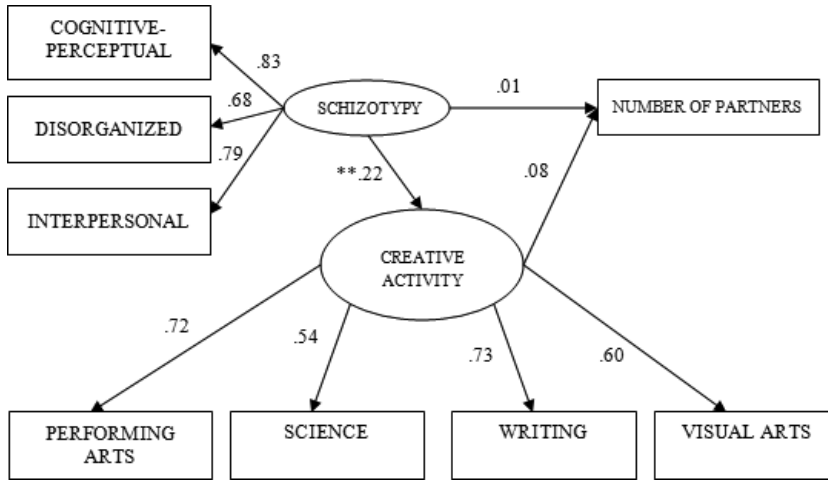 COGNITIVE-
PERCEPTUAL
.83
.01
SCHIZOTYPY
NUMBER OF PARTNERS
.68
DISORGANIZED
.79
**.22
.08
INTERPERSONAL
CREATIVE
ACTIVITY
.72
.54
.73
.60
PERFORMING
ARTS
SCIENCE
WRITING
VISUAL ARTS